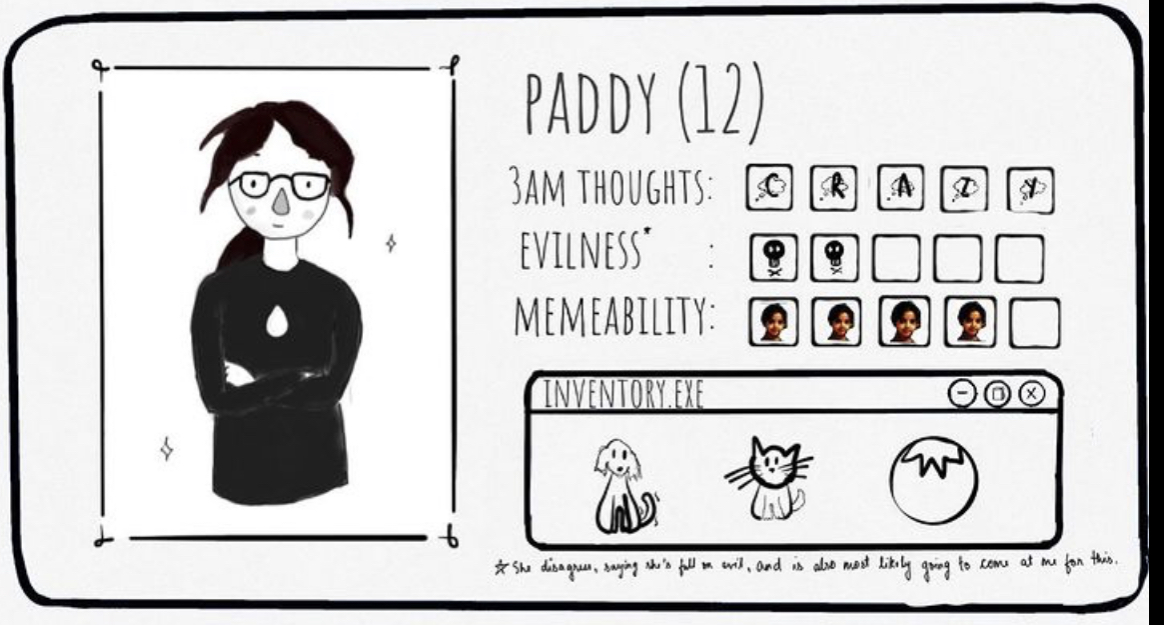 PADDY (12)
3AM THOUGHTS: C R A Z Y
EVILNESS* :
MEMEABILITY:
INVENTORY.EXE
☆ She disagrees, saying she's full on evil, and is also most likely going to come at me for this.